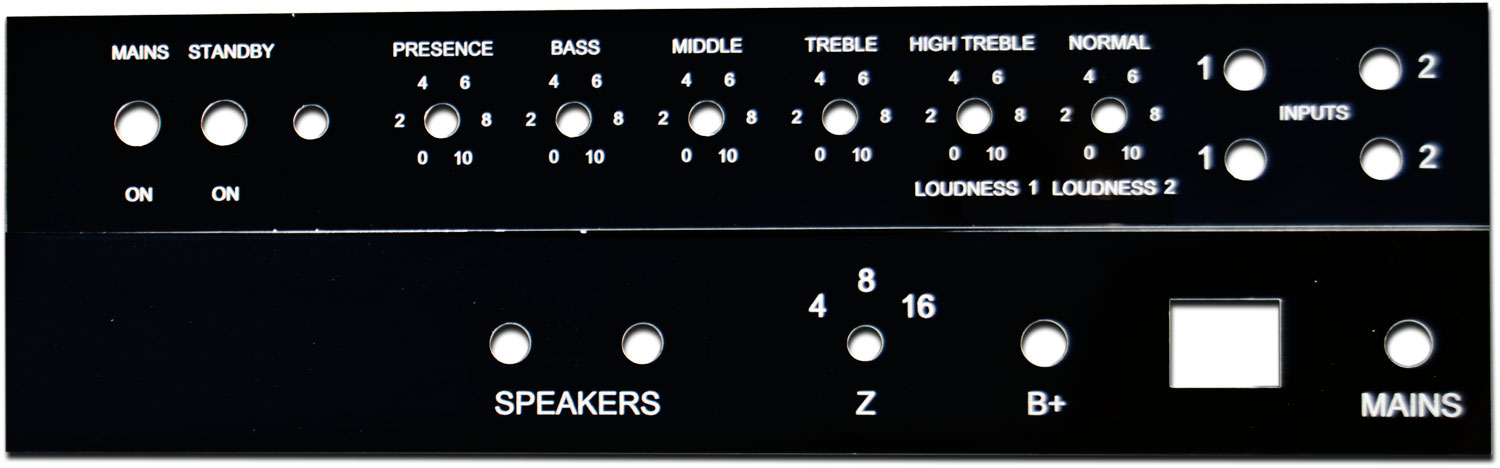 MAINS STANDBY PRESENCE BASS MIDDLE TREBLE HIGH TREBLE NORMAL
4 6 4 6 4 6 4 6 4 6 4 6 1 2
2 8 2 8 2 8 2 8 2 8 2 8 INPUTS
0 10 0 10 0 10 0 10 0 10 0 10 1 2
ON ON LOUDNESS 1 LOUDNESS 2
8
4 16
SPEAKERS Z B+ MAINS